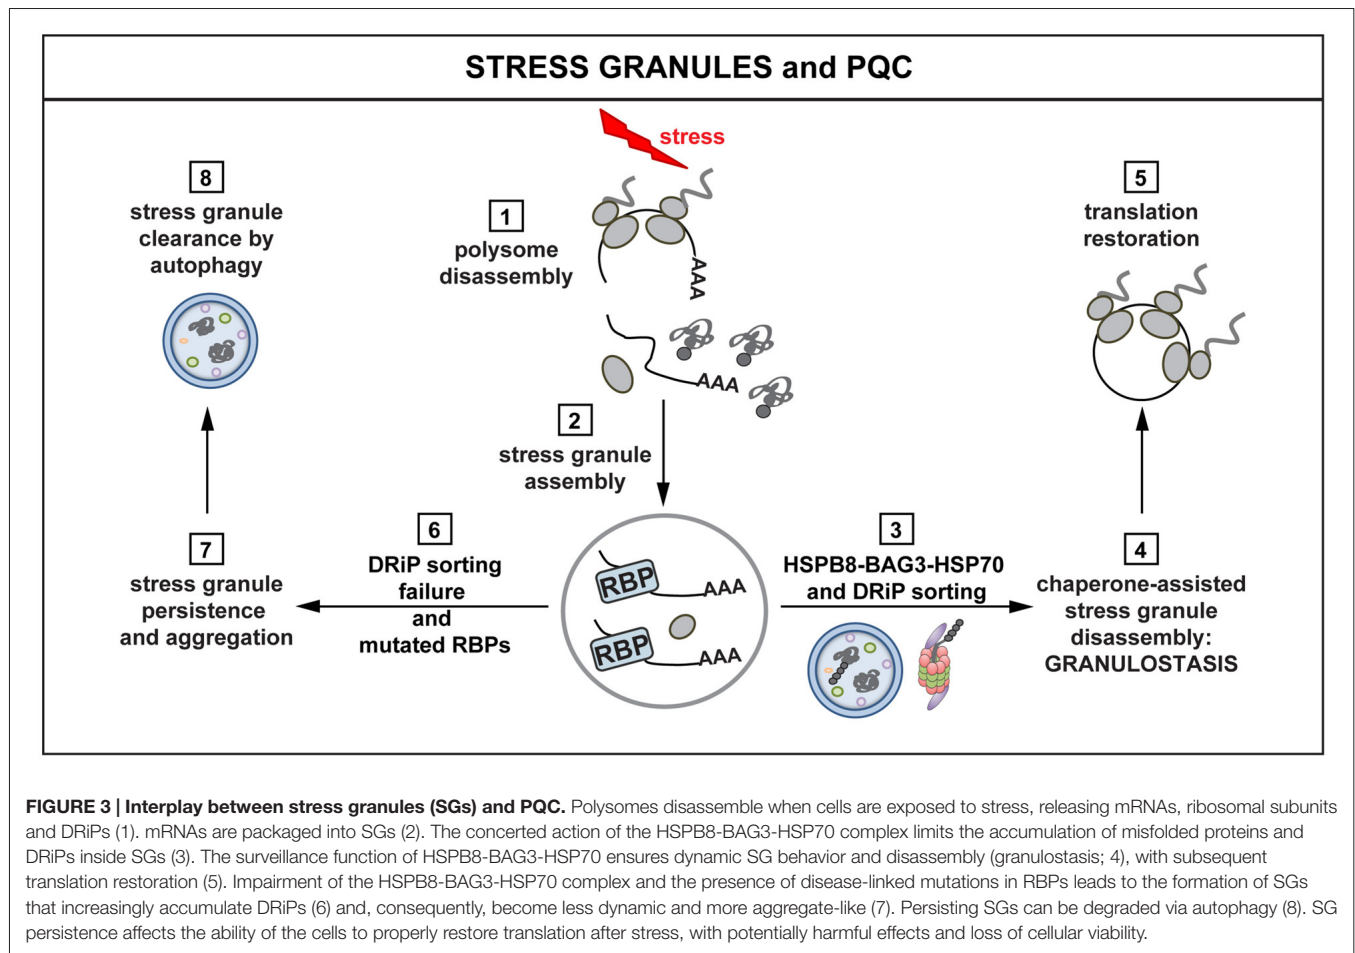 STRESS GRANULES and PQC
stress
8
stress granule
clearance by
autophagy
1
polysome
disassembly
AAA
AAA
5
translation
restoration
2
stress granule
assembly
7
stress granule
persistence
and aggregation
6
DRiP sorting
failure
and
mutated RBPs
RBP
AAA
RBP
AAA
3
HSPB8-BAG3-HSP70
and DRiP sorting
4
chaperone-assisted
stress granule
disassembly:
GRANULOSTASIS
FIGURE 3 | Interplay between stress granules (SGs) and PQC. Polysomes disassemble when cells are exposed to stress, releasing mRNAs, ribosomal subunits
and DRiPs (1). mRNAs are packaged into SGs (2). The concerted action of the HSPB8-BAG3-HSP70 complex limits the accumulation of misfolded proteins and
DRiPs inside SGs (3). The surveillance function of HSPB8-BAG3-HSP70 ensures dynamic SG behavior and disassembly (granulostasis; 4), with subsequent
translation restoration (5). Impairment of the HSPB8-BAG3-HSP70 complex and the presence of disease-linked mutations in RBPs leads to the formation of SGs
that increasingly accumulate DRiPs (6) and, consequently, become less dynamic and more aggregate-like (7). Persisting SGs can be degraded via autophagy (8). SG
persistence affects the ability of the cells to properly restore translation after stress, with potentially harmful effects and loss of cellular viability.